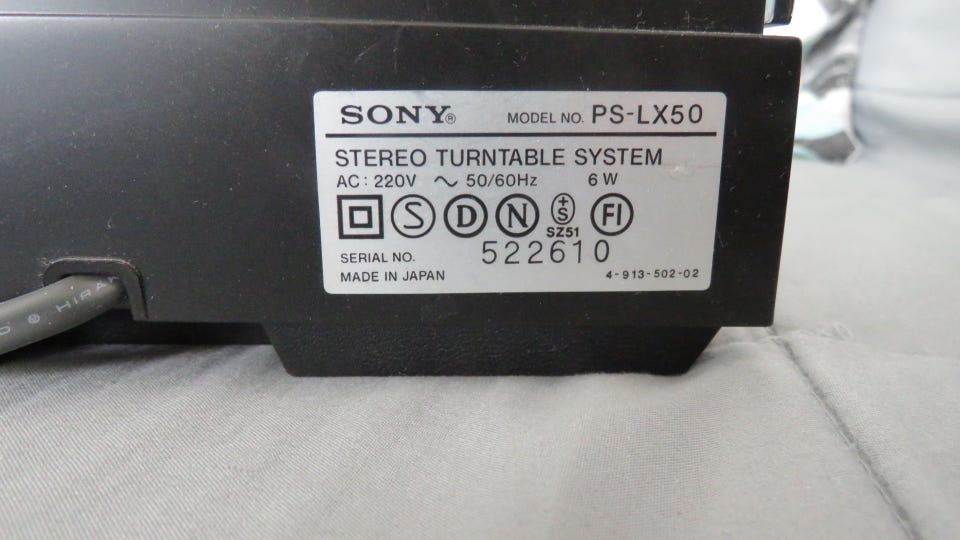 SONY® MODEL NO. PS-LX50
STEREO TURNTABLE SYSTEM
AC: 220V ~ 50/60Hz 6 W
S D N +S FI
SZ51
SERIAL NO. 522610
MADE IN JAPAN 4-913-502-02
HIRA